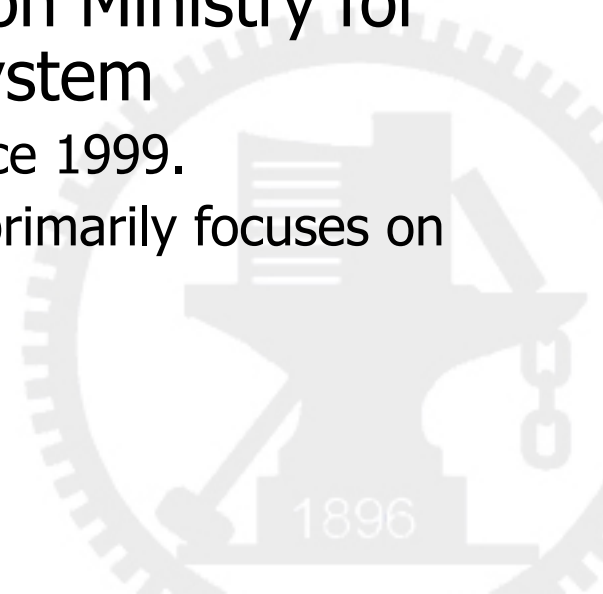 on Ministry for
ystem
ce 1999.
primarily focuses on
1896